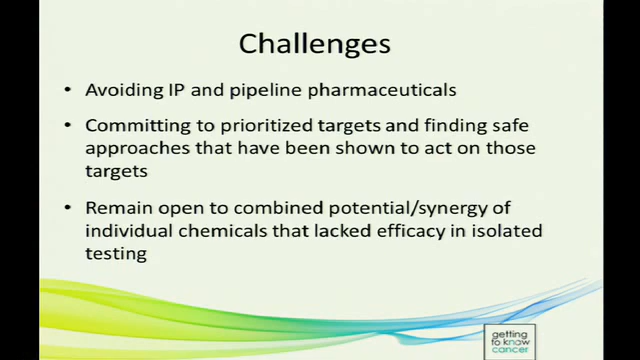 Challenges
• Avoiding IP and pipeline pharmaceuticals
• Committing to prioritized targets and finding safe
approaches that have been shown to act on those
targets
• Remain open to combined potential/synergy of
individual chemicals that lacked efficacy in isolated
testing
getting
to know
cancer